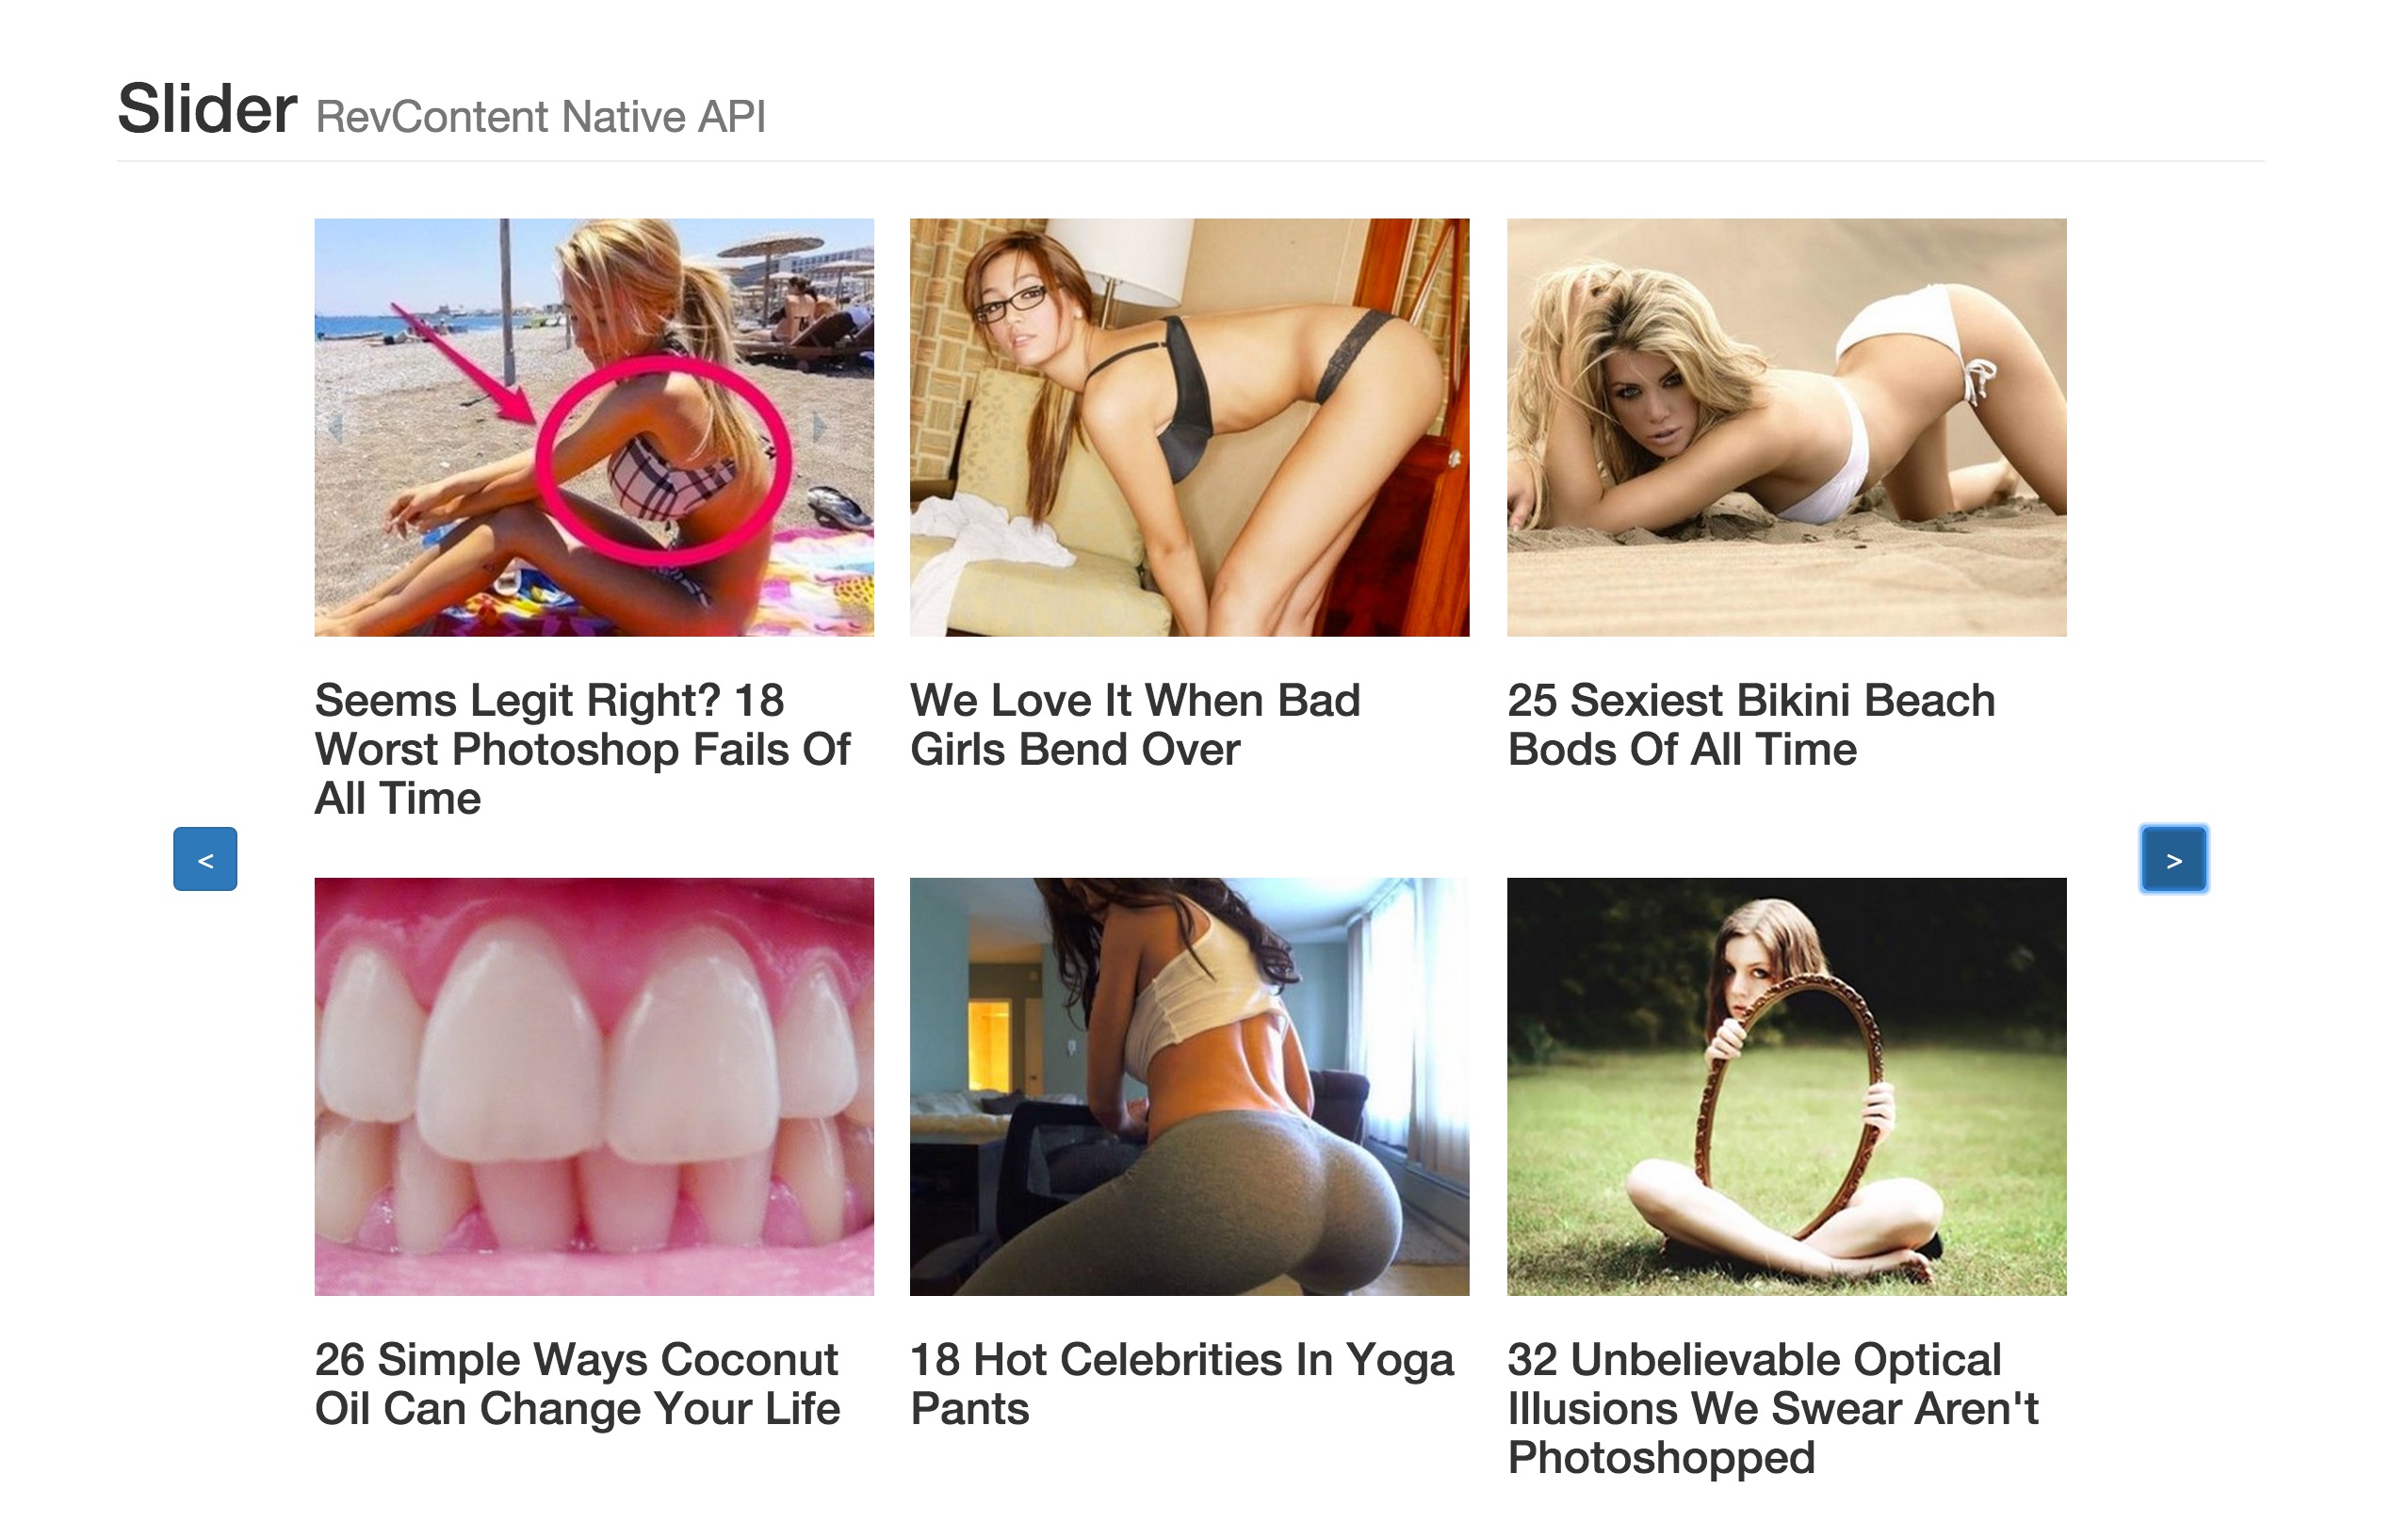 Slider RevContent Native API
Seems Legit Right? 18
Worst Photoshop Fails Of
All Time
We Love It When Bad
Girls Bend Over
25 Sexiest Bikini Beach
Bods Of All Time
<
>
26 Simple Ways Coconut
Oil Can Change Your Life
18 Hot Celebrities In Yoga
Pants
32 Unbelievable Optical
Illusions We Swear Aren't
Photoshopped